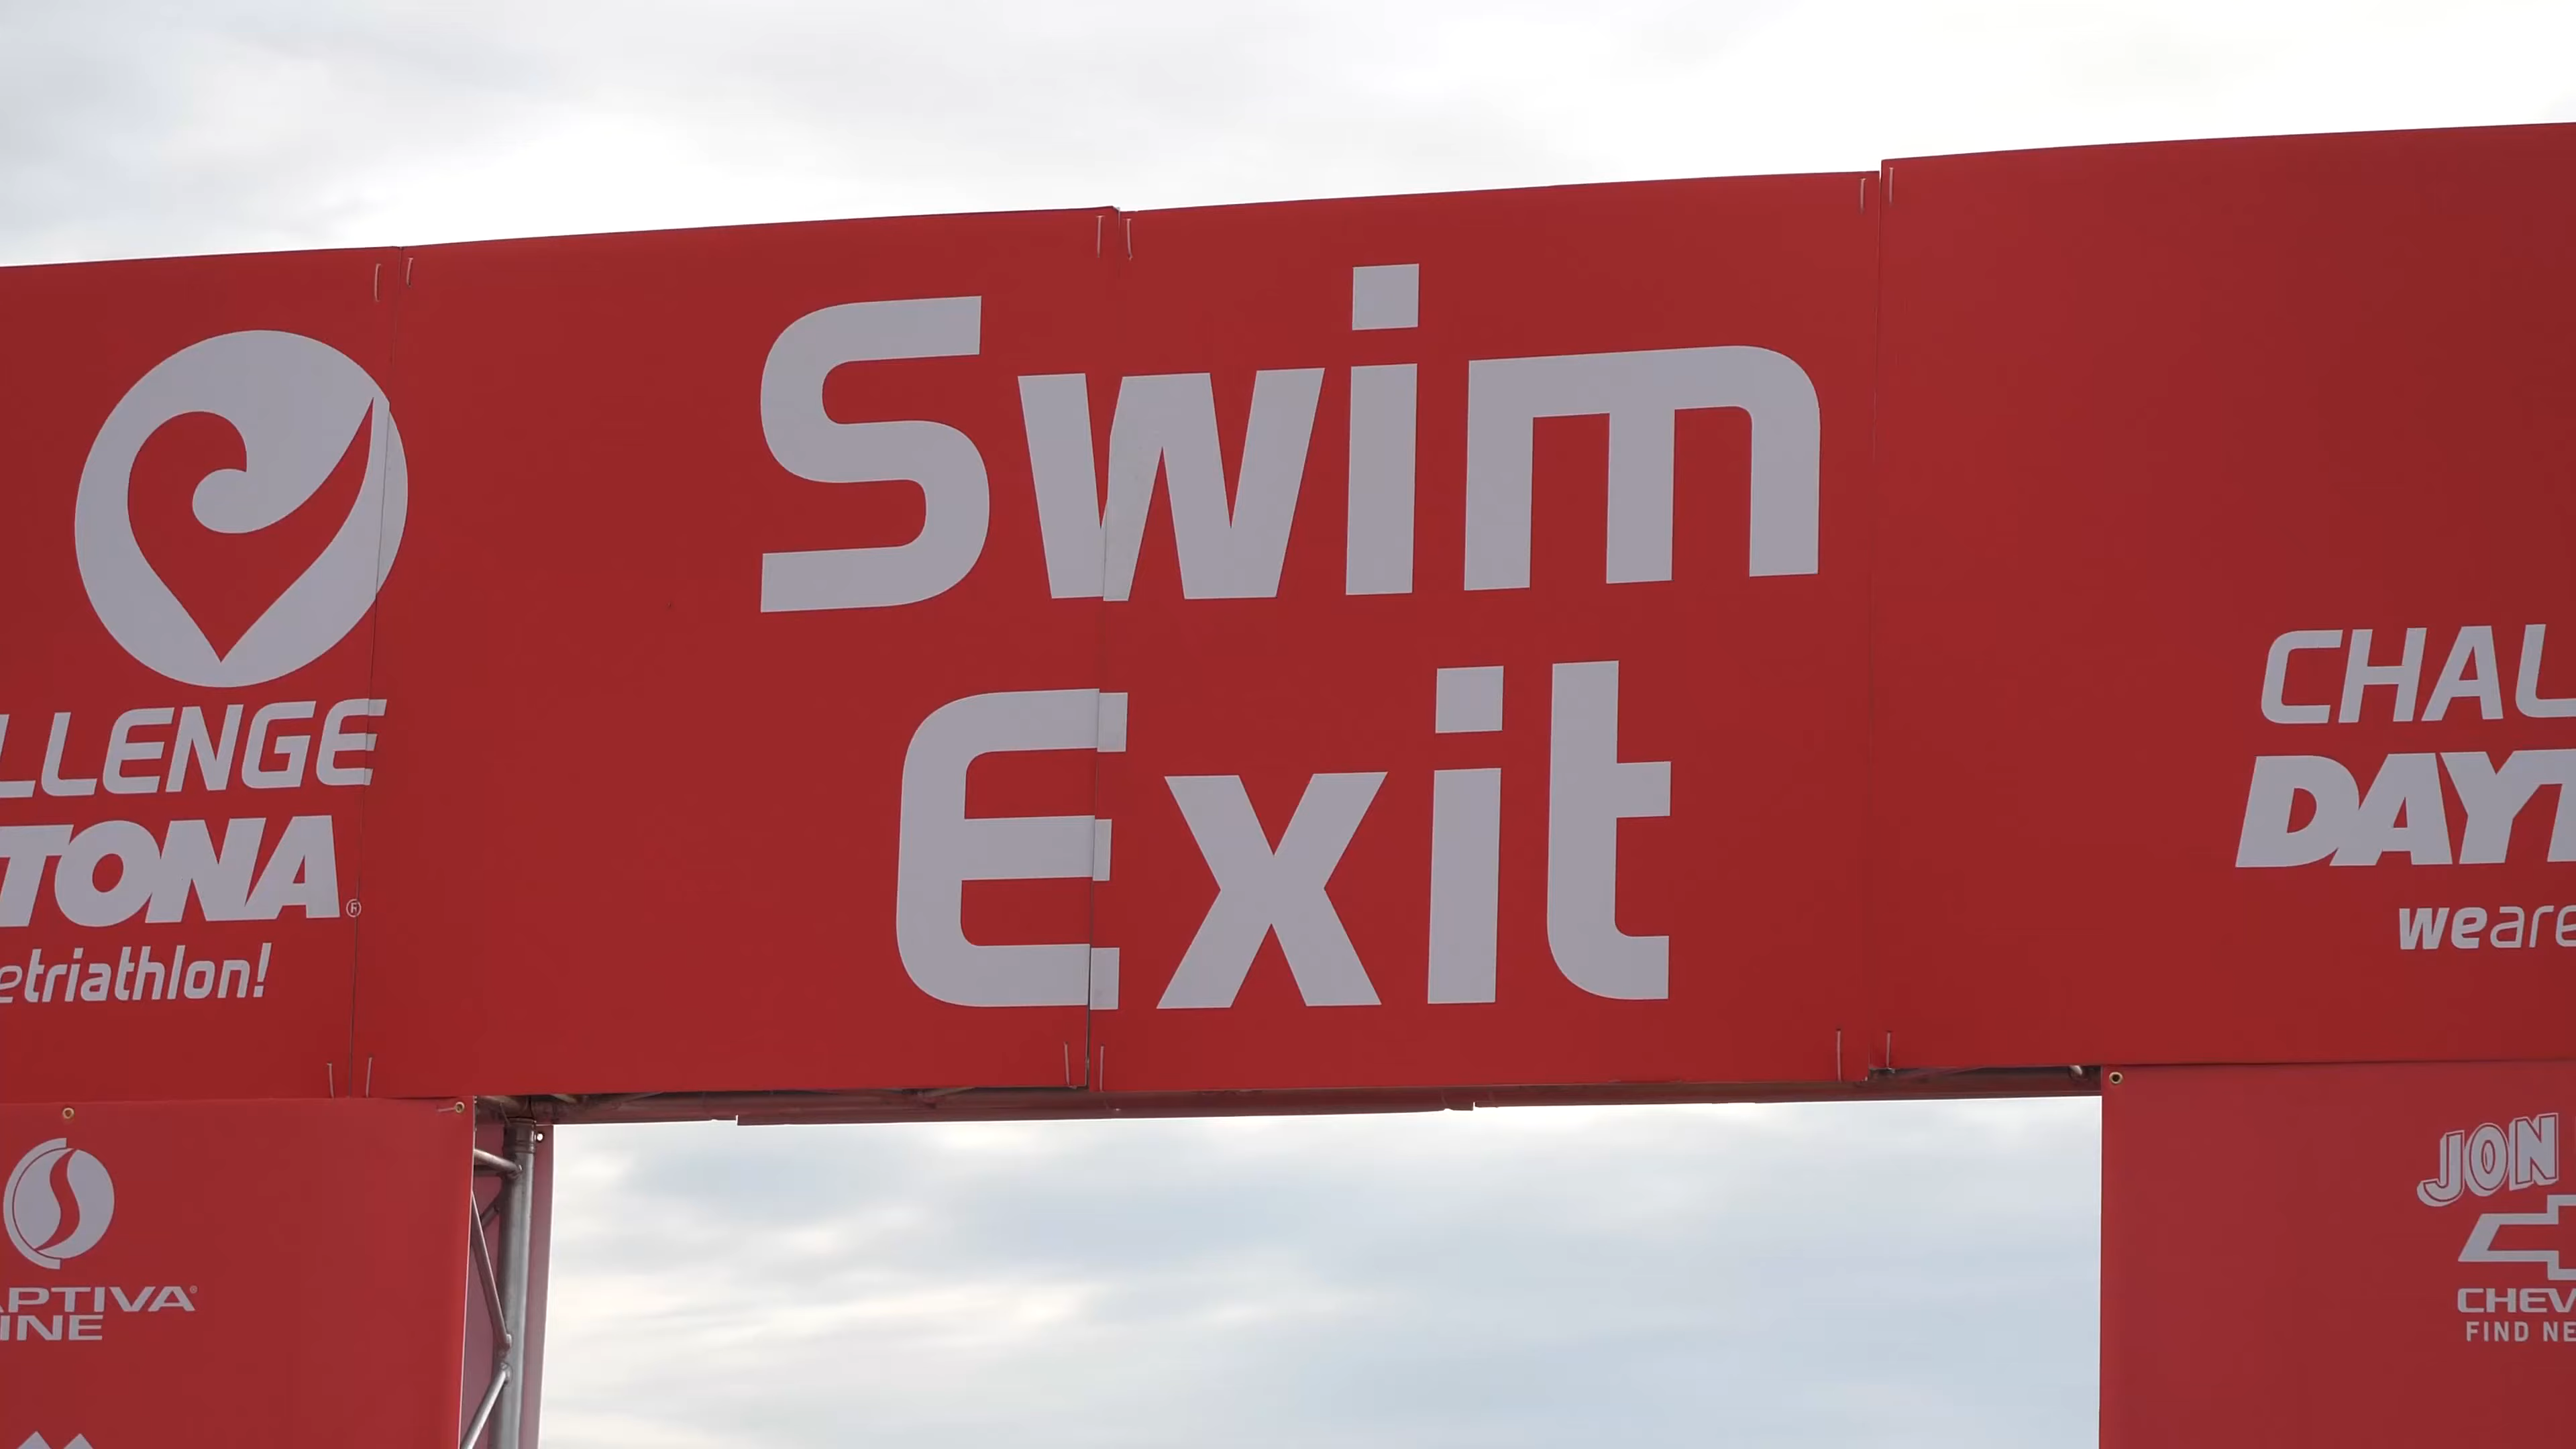 Swim
Exit
LLENGE
TONA®
etriathlon!
CHAL
DAYT
weare
APTIVA®
INE
JON
CHEV
FIND NE